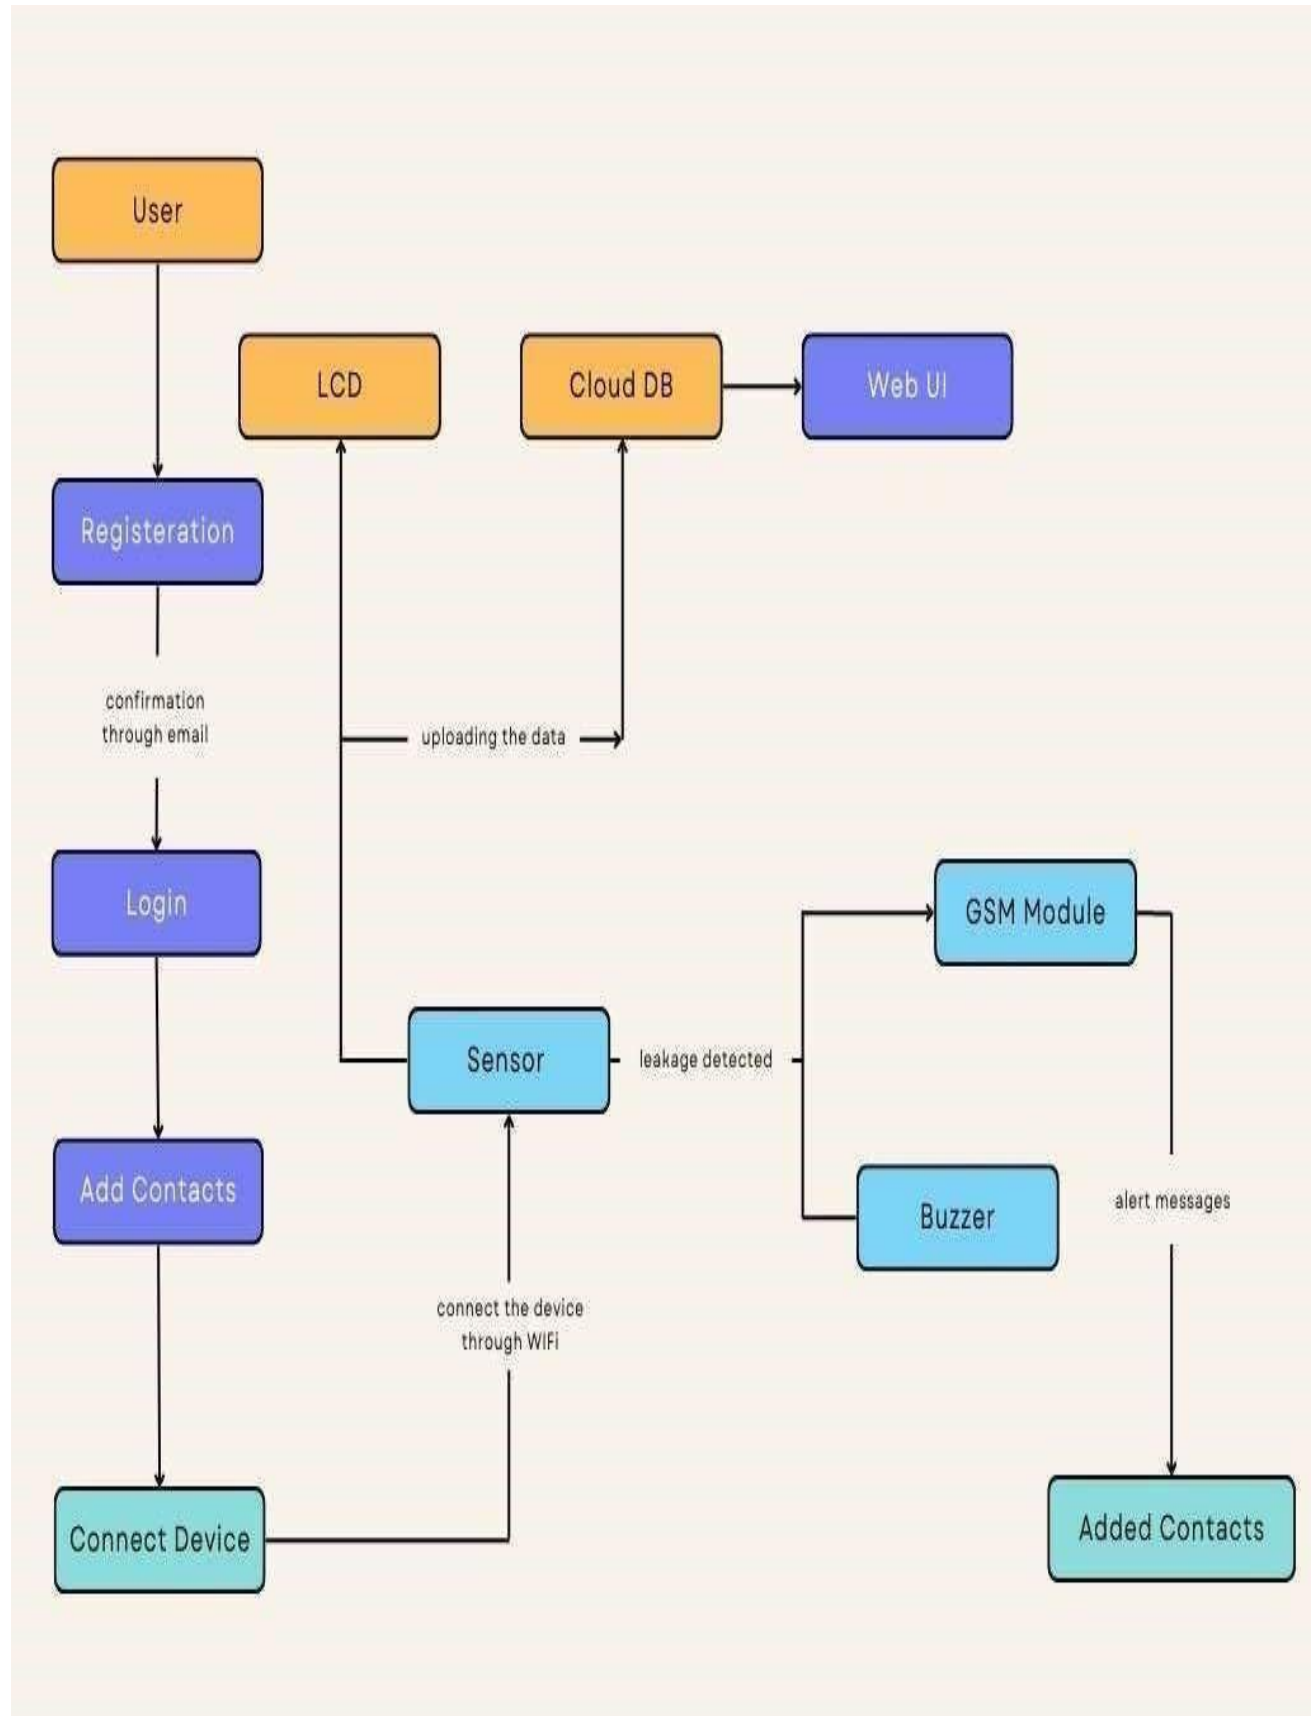 User
LCD
Cloud DB
Web UI
Registeration
confirmation
through email
uploading the data
Login
GSM Module
Sensor
leakage detected
Add Contacts
Buzzer
alert messages
connect the device
through WIFi
Connect Device
Added Contacts